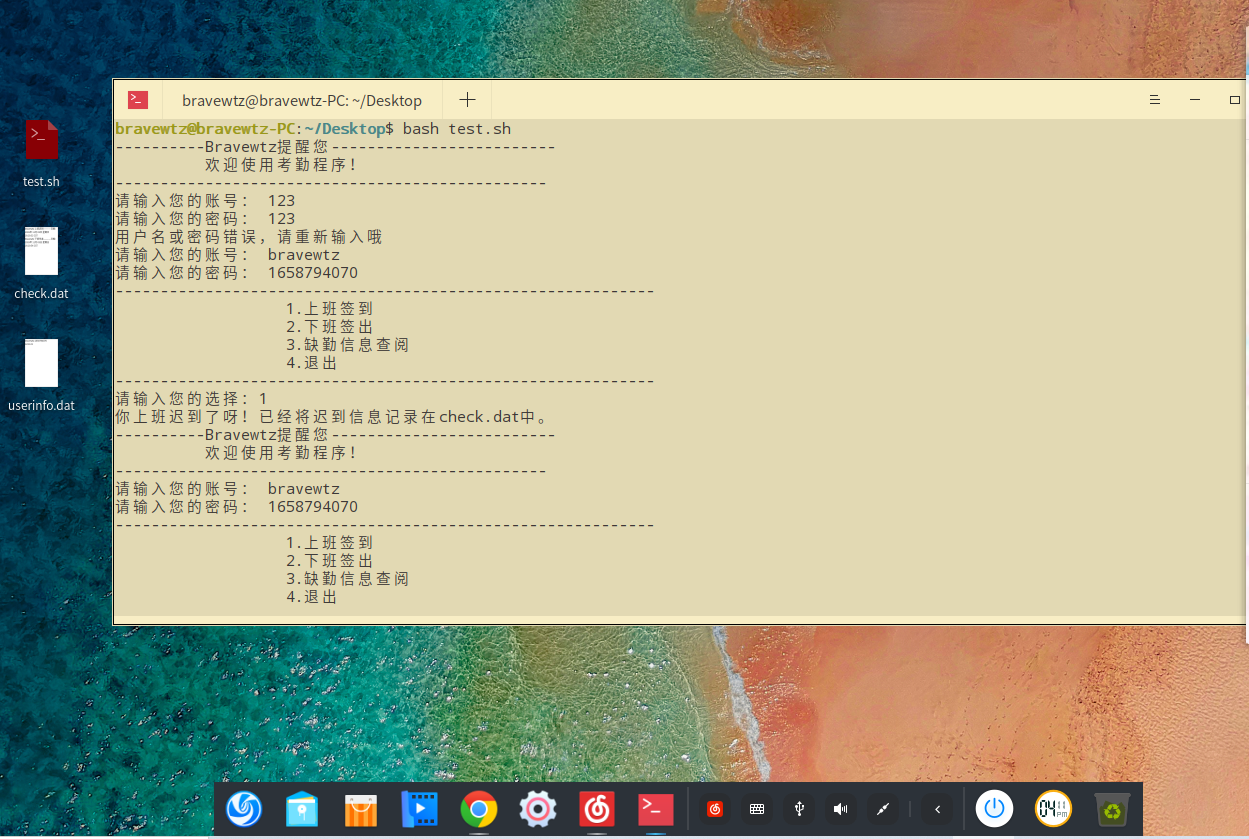 bravewtz@bravewtz-PC: ~/Desktop
bravewtz@bravewtz-PC:~/Desktop$ bash test.sh
----------Bravewtz提醒您-------------------------
欢迎使用考勤程序!
------------------------------------------------
请输入您的账号: 123
请输入您的密码: 123
用户名或密码错误,请重新输入哦
请输入您的账号: bravewtz
请输入您的密码: 1658794070
------------------------------------------------------------
1.上班签到
2.下班签出
3.缺勤信息查阅
4.退出
------------------------------------------------------------
请输入您的选择:1
你上班迟到了呀!已经将迟到信息记录在check.dat中。
----------Bravewtz提醒您-------------------------
欢迎使用考勤程序!
------------------------------------------------
请输入您的账号: bravewtz
请输入您的密码: 1658794070
------------------------------------------------------------
1.上班签到
2.下班签出
3.缺勤信息查阅
4.退出
test.sh
check.dat
userinfo.dat
04 11 PM